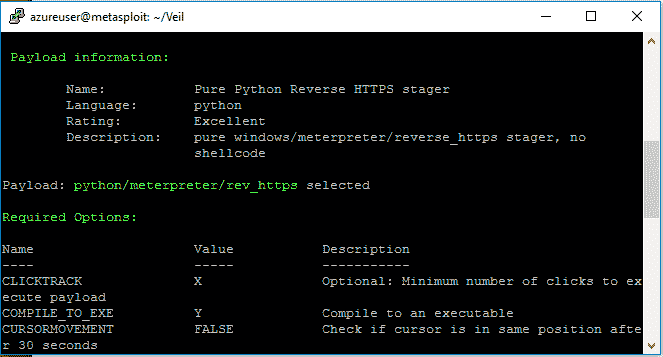 azureuser@metasploit: ~/Veil
Payload information:
Name: Pure Python Reverse HTTPS stager
Language: python
Rating: Excellent
Description: pure windows/meterpreter/reverse_https stager, no
shellcode
Payload: python/meterpreter/rev_https selected
Required Options:
Name Value Description
---- ----- -----------
CLICKTRACK X Optional: Minimum number of clicks to ex
ecute payload
COMPILE_TO_EXE Y Compile to an executable
CURSORMOVEMENT FALSE Check if cursor is in same position afte
r 30 seconds